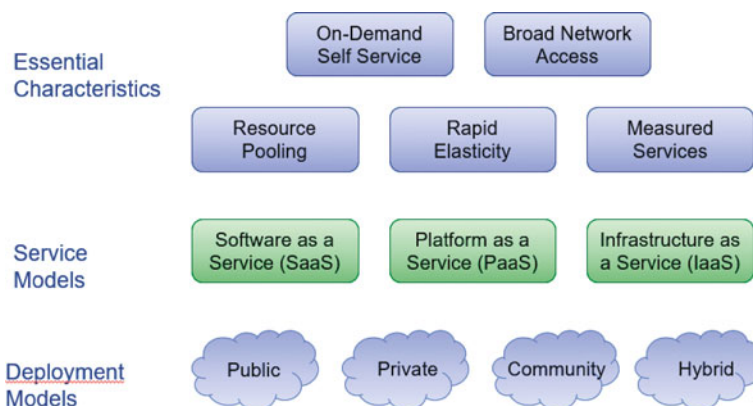 Essential
Characteristics
On-Demand
Self Service
Broad Network
Access
Resource
Pooling
Rapid
Elasticity
Measured
Services
Service
Models
Software as a
Service (SaaS)
Platform as a
Service (PaaS)
Infrastructure as
a Service (IaaS)
Deployment
Models
Public
Private
Community
Hybrid